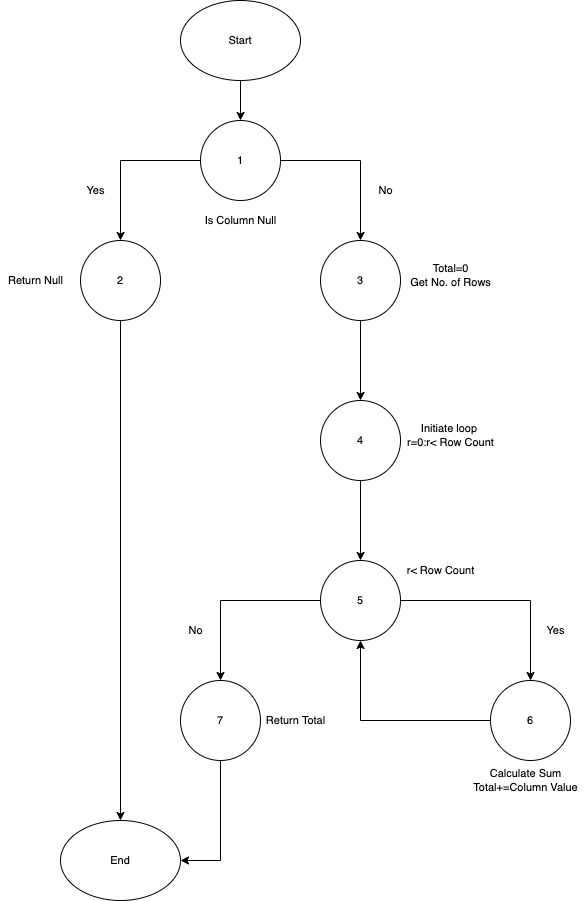 Start
1
Yes
No
Is Column Null
Return Null
2
3
Total=0
Get No. of Rows
4
Initiate loop
r=0:r< Row Count
r< Row Count
5
No
Yes
7
Return Total
6
Calculate Sum
Total+=Column Value
End